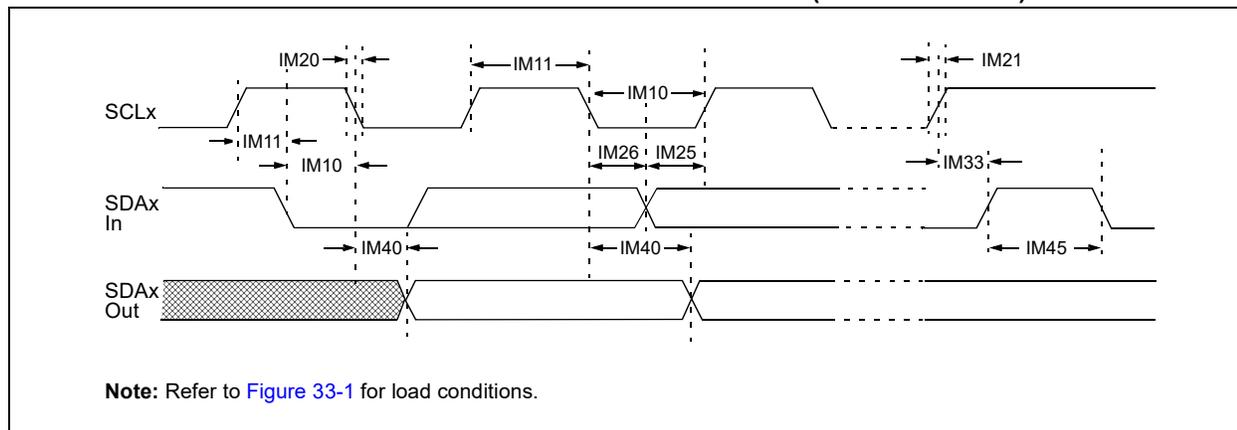 IM20
IM11
IM21
SCLx
IM10
IM11
IM10
IM26
IM25
IM33
SDAx
In
IM40
IM40
IM45
SDAx
Out
Note: Refer to Figure 33-1 for load conditions.